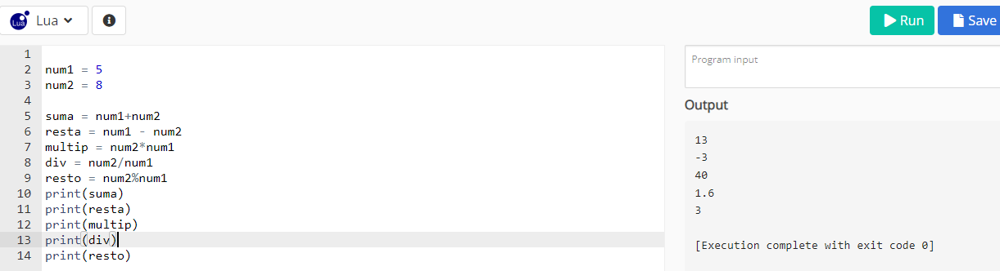 Lua Lua
Run
Save
1
2 num1 = 5
3 num2 = 8
4
5 suma = num1+num2
6 resta = num1 - num2
7 multip = num2*num1
8 div = num2/num1
9 resto = num2%num1
10 print(suma)
11 print(resta)
12 print(multip)
13 print(div)
14 print(resto)
Program input
Output
13
-3
40
1.6
3
[Execution complete with exit code 0]